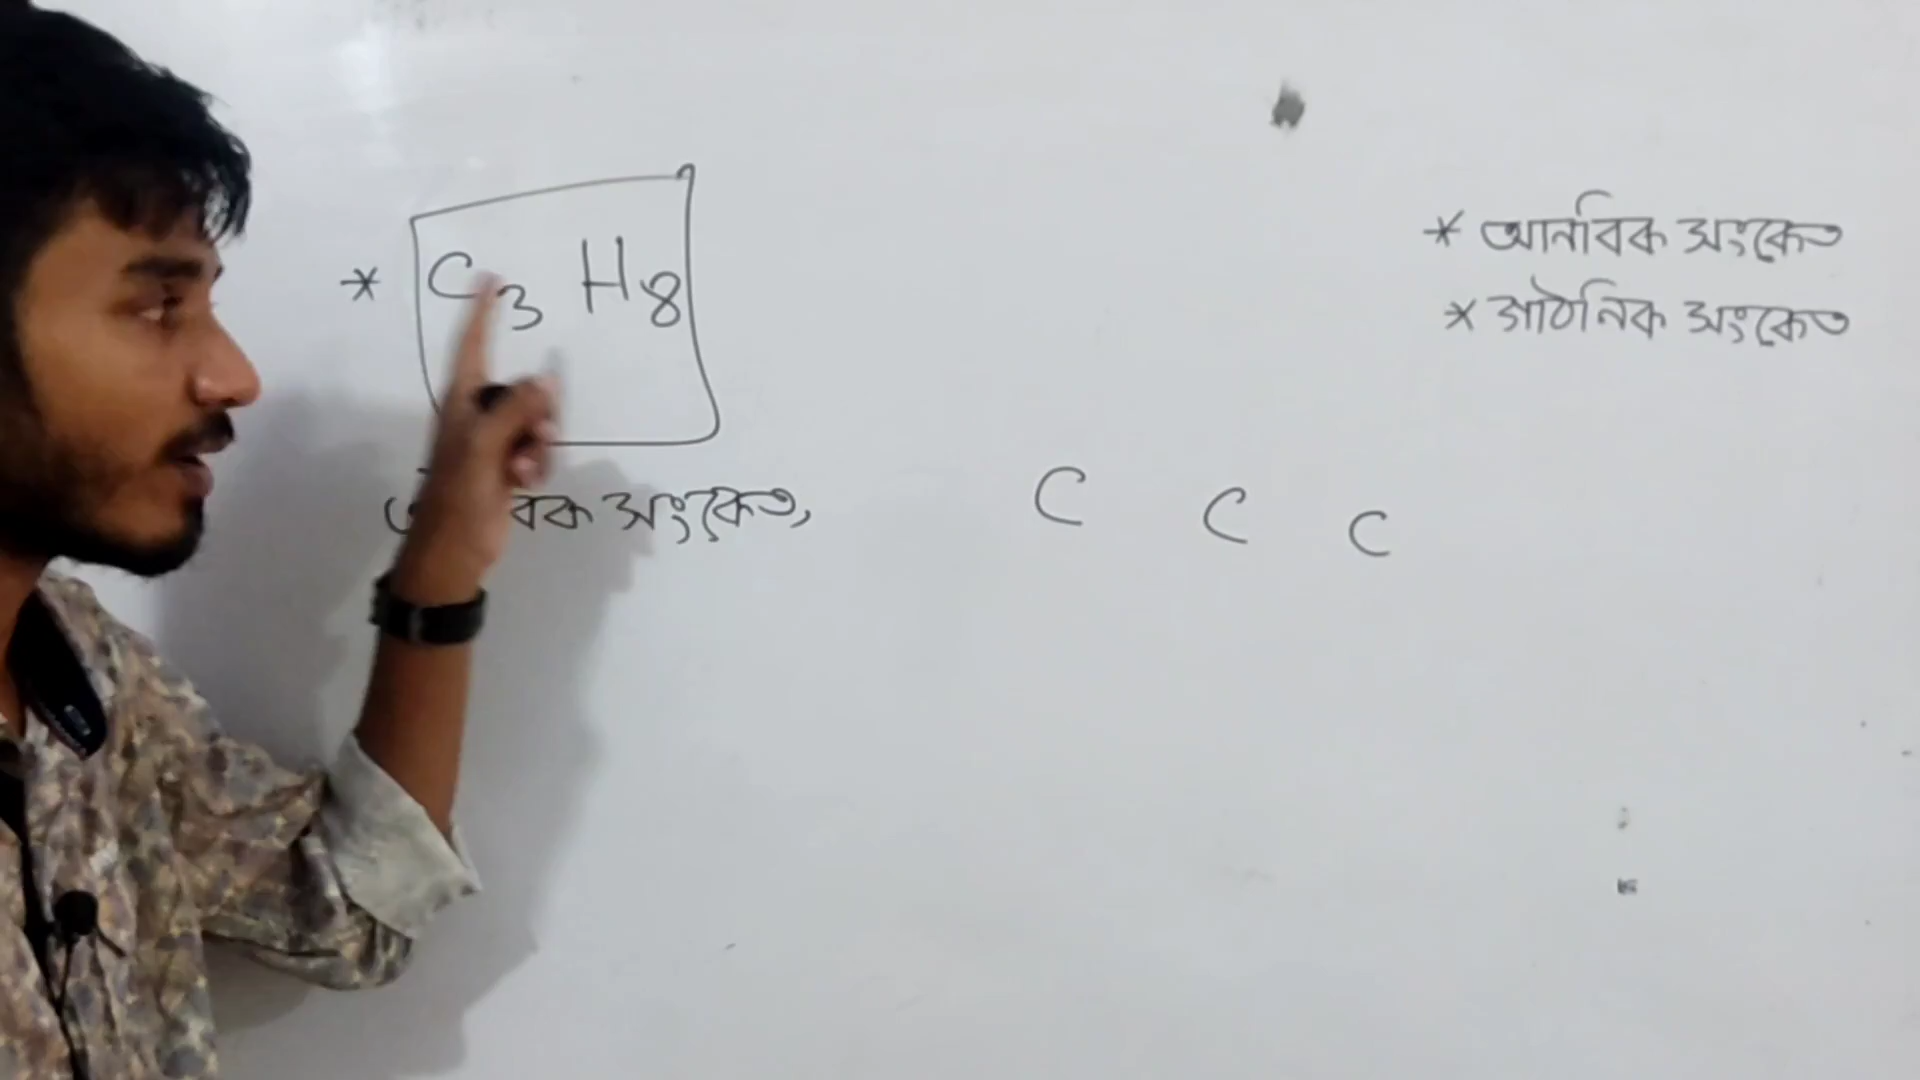 * C₃ H₈
সংকেত,
C C C
* আনবিক সংকেত
* গাঠনিক সংকেত